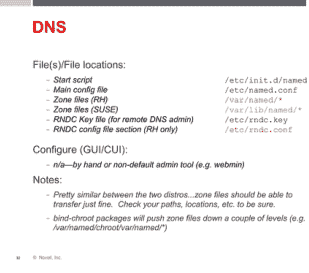 DNS
File(s)/File locations:
- Start script /etc/init.d/named
- Main config file /etc/named.conf
- Zone files (RH) /var/named/*
- Zone files (SUSE) /var/lib/named/*
- RNDC Key file (for remote DNS admin) /etc/rndc.key
- RNDC config file section (RH only) /etc/rndc.conf
Configure (GUI/CUI):
- n/a—by hand or non-default admin tool (e.g. webmin)
Notes:
- Pretty similar between the two distros...zone files should be able to
transfer just fine. Check your paths, locations, etc. to be sure.
- bind-chroot packages will push zone files down a couple of levels (e.g.
/var/named/chroot/var/named/*)
© Novell, Inc.